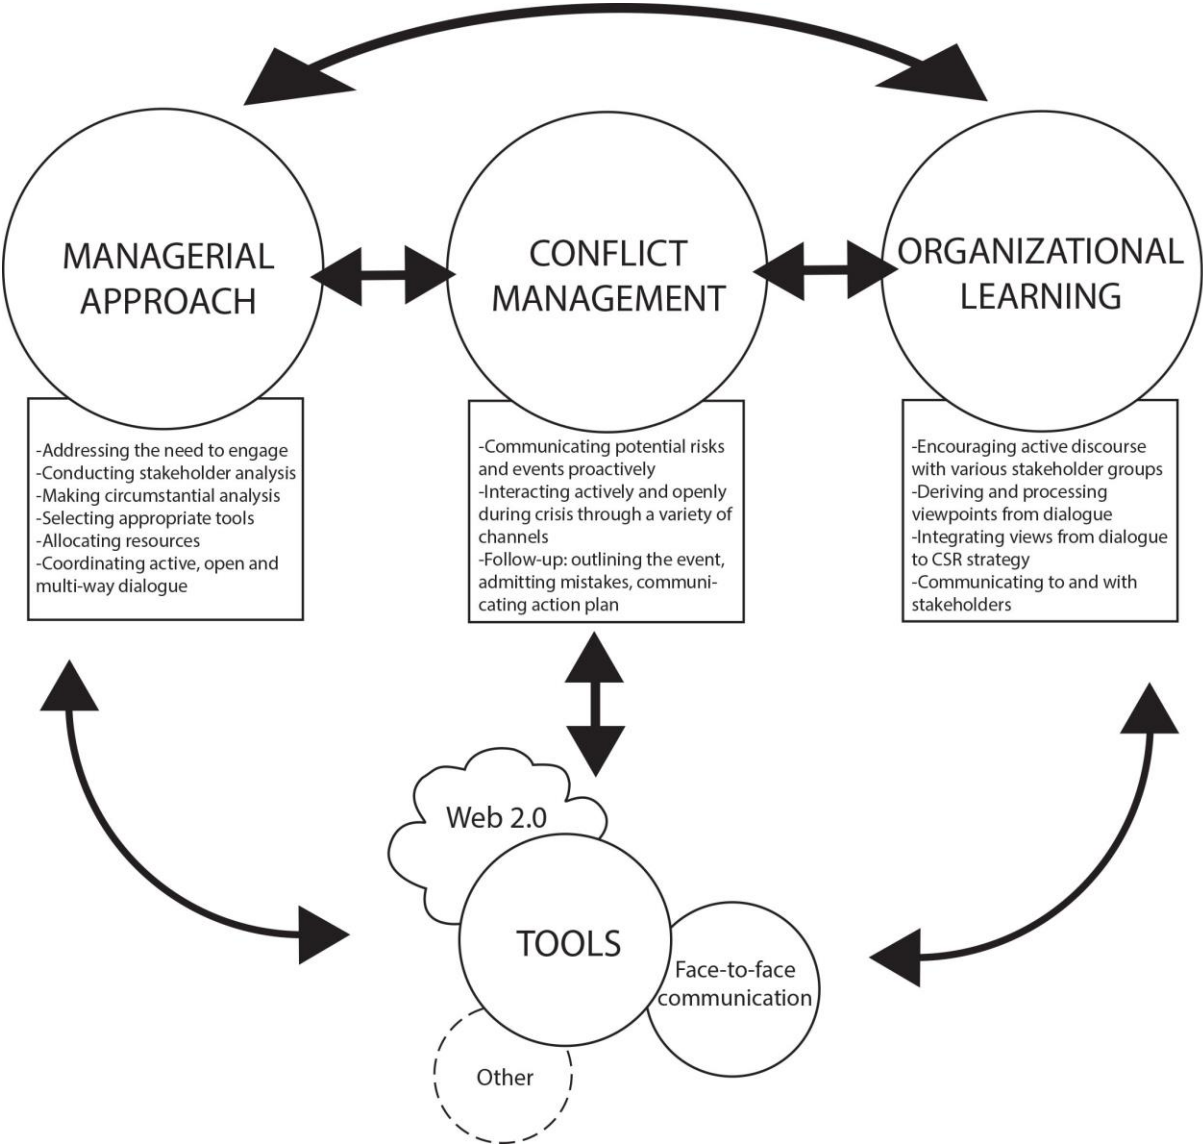 MANAGERIAL
APPROACH
-Addressing the need to engage
-Conducting stakeholder analysis
-Making circumstantial analysis
-Selecting appropriate tools
-Allocating resources
-Coordinating active, open and
multi-way dialogue
CONFLICT
MANAGEMENT
-Communicating potential risks
and events proactively
-Interacting actively and openly
during crisis through a variety of
channels
-Follow-up: outlining the event,
admitting mistakes, communi-
cating action plan
ORGANIZATIONAL
LEARNING
-Encouraging active discourse
with various stakeholder groups
-Deriving and processing
viewpoints from dialogue
-Integrating views from dialogue
to CSR strategy
-Communicating to and with
stakeholders
Web 2.0
TOOLS
Face-to-face
communication
Other